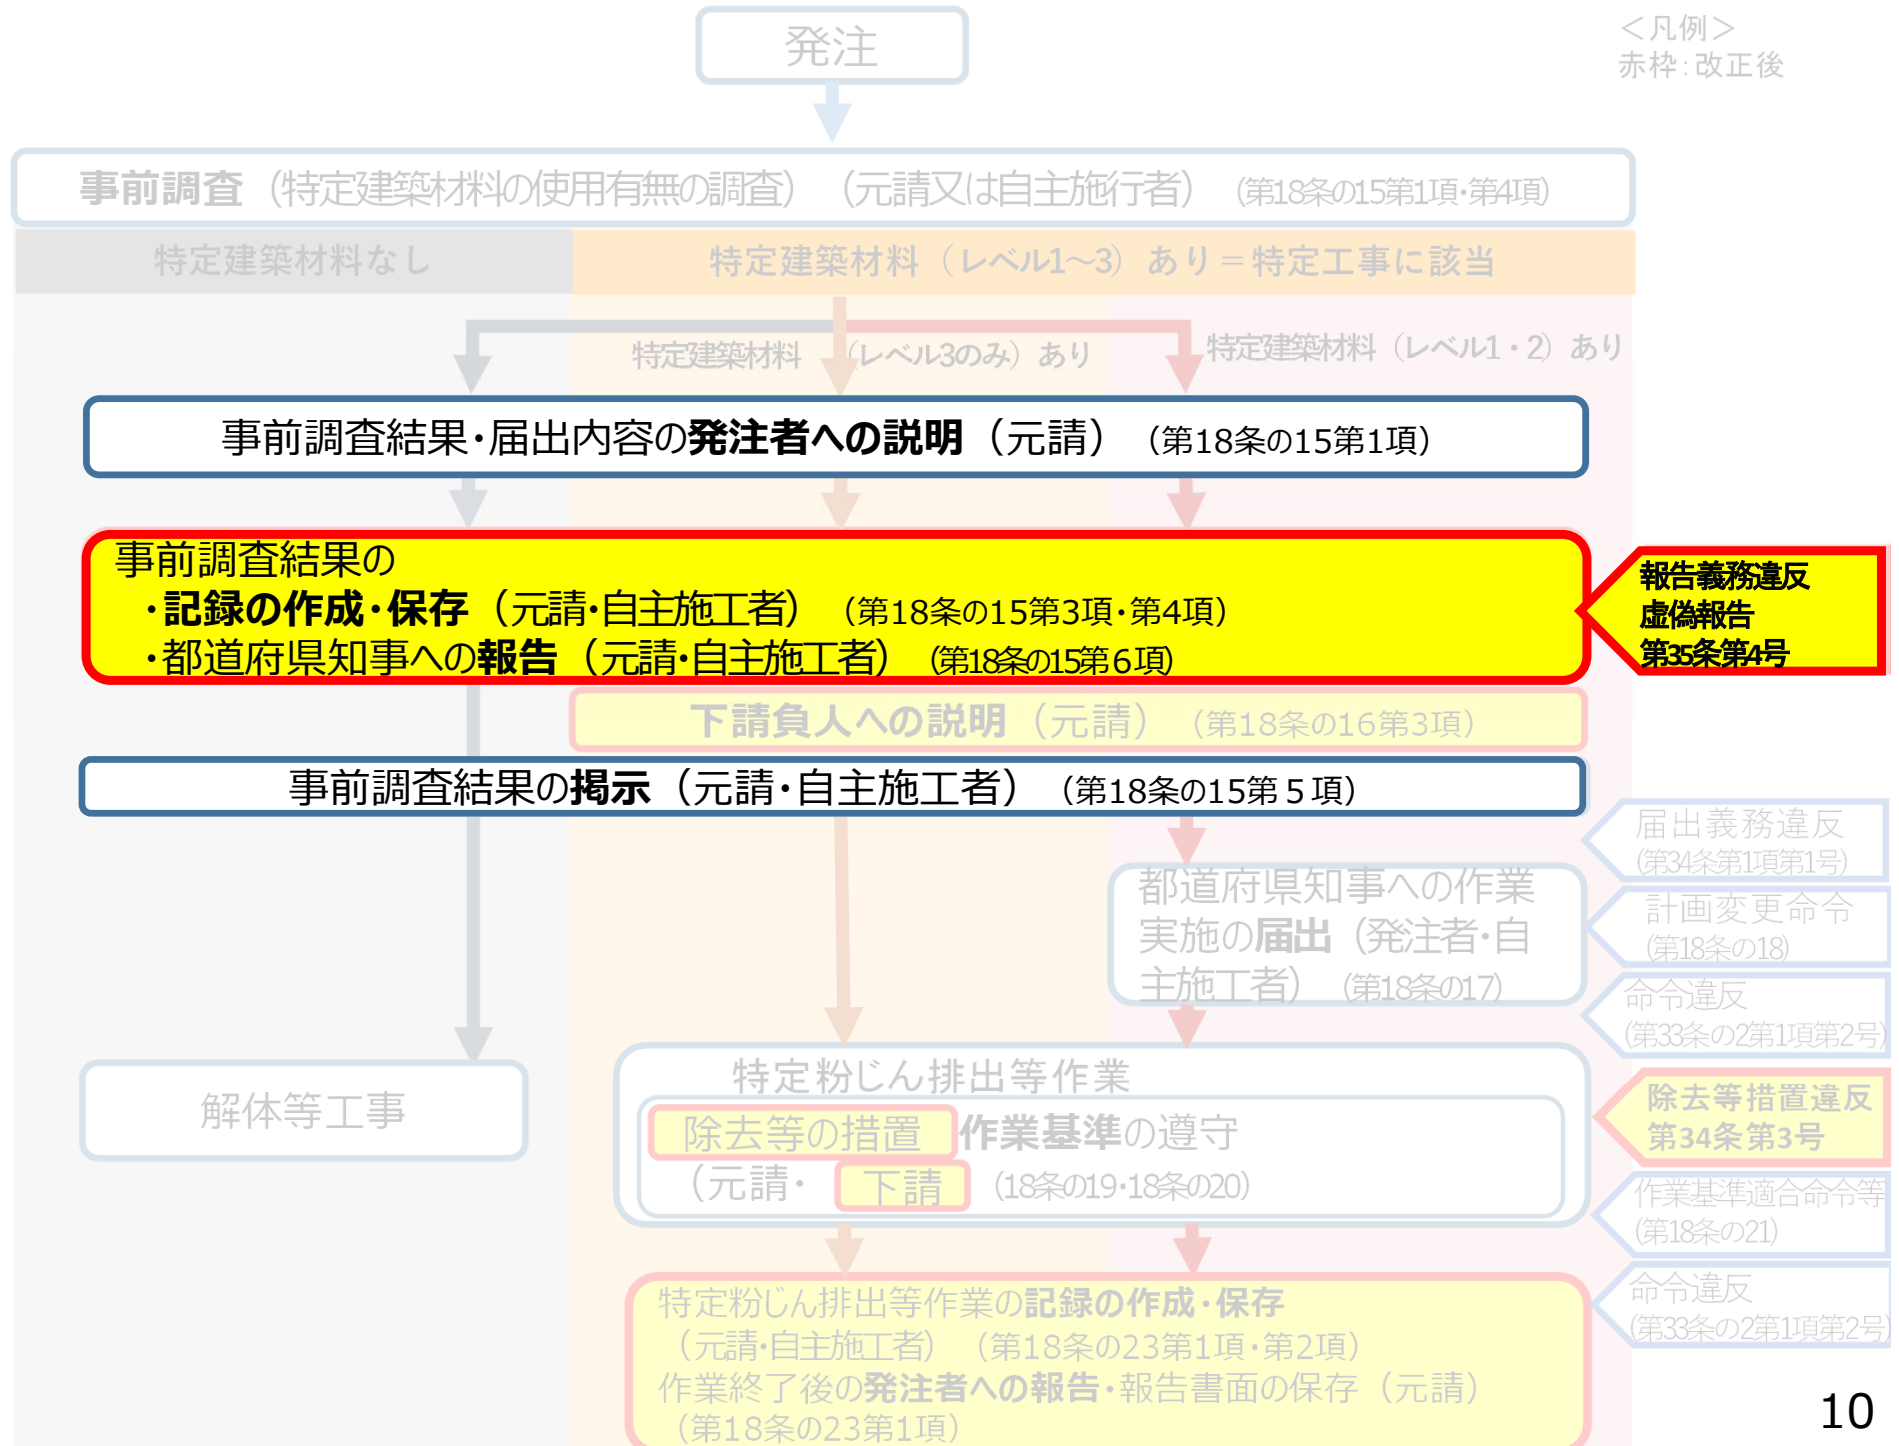 発注
<凡例>
赤枠:改正後
事前調査（特定建築材料の使用有無の調査）（元請又は自主施行者）（第18条の15第1項・第4項）
特定建築材料なし
特定建築材料（レベル1～3）あり＝特定工事に該当
特定建築材料（レベル3のみ）あり
特定建築材料（レベル1・2）あり
事前調査結果・届出内容の発注者への説明（元請）（第18条の15第1項）
事前調査結果の
・記録の作成・保存（元請・自主施工者）（第18条の15第3項・第4項）
・都道府県知事への報告（元請・自主施工者）（第18条の15第６項）
報告義務違反
虚偽報告
第35条第4号
下請負人への説明（元請）（第18条の16第3項）
事前調査結果の掲示（元請・自主施工者）（第18条の15第５項）
届出義務違反
(第34条第1項第1号)
都道府県知事への作業
実施の届出（発注者・自
主施工者）（第18条の17）
計画変更命令
(第18条の18)
命令違反
(第33条の2第1項第2号)
解体等工事
特定粉じん排出等作業
除去等の措置 作業基準の遵守
（元請・ 下請 （18条の19・18条の20）
除去等措置違反
第34条第3号
作業基準適合命令等
(第18条の21)
命令違反
(第33条の2第1項第2号)
特定粉じん排出等作業の記録の作成・保存
（元請・自主施工者）（第18条の23第1項・第2項）
作業終了後の発注者への報告・報告書面の保存（元請）
（第18条の23第1項）
10